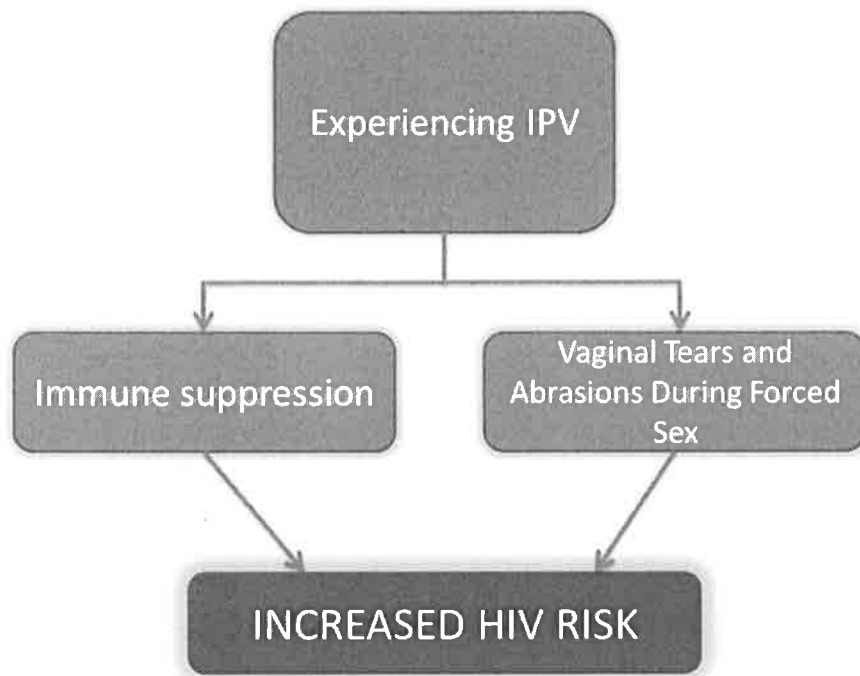 Experiencing IPV
Immune suppression
Vaginal Tears and
Abrasions During Forced
Sex
INCREASED HIV RISK